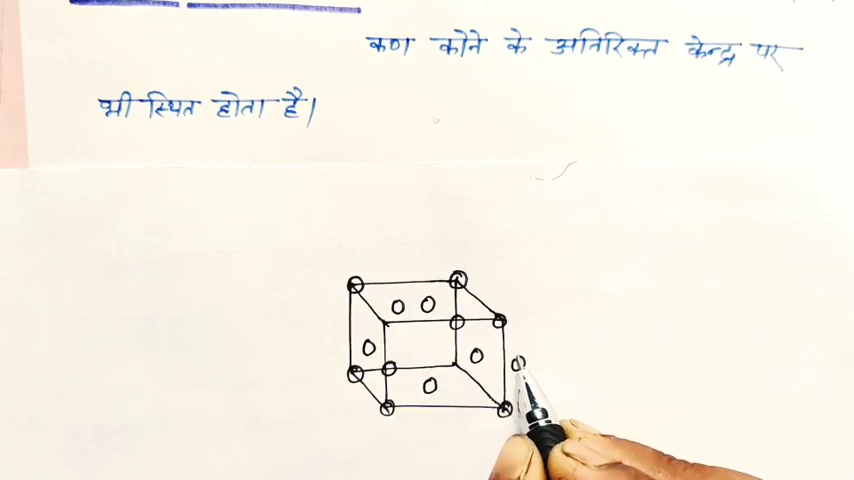 कण कोने के अतिरिक्त केन्द्र पर
भी स्थित होता है।